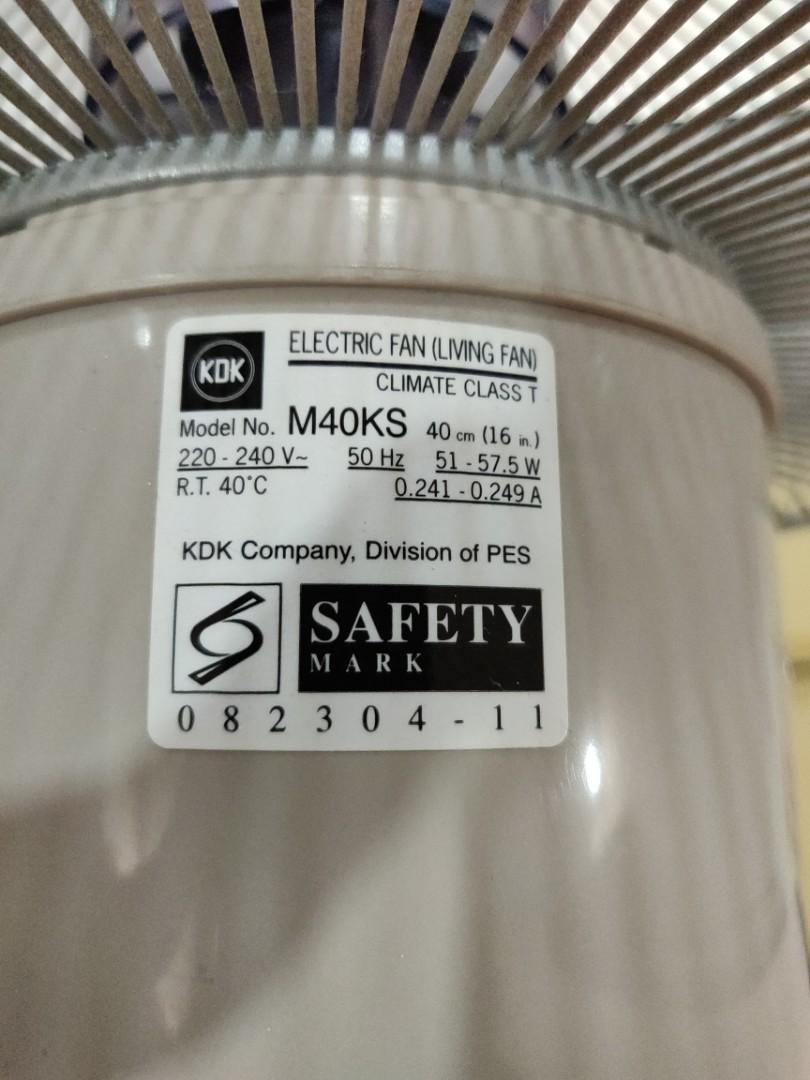 KDK
ELECTRIC FAN (LIVING FAN)
CLIMATE CLASS T
Model No. M40KS 40 cm (16 in.)
220 - 240 V~ 50 Hz 51 - 57.5 W
R.T. 40°C 0.241 - 0.249 A
KDK Company, Division of PES
SAFETY
MARK
082304-11